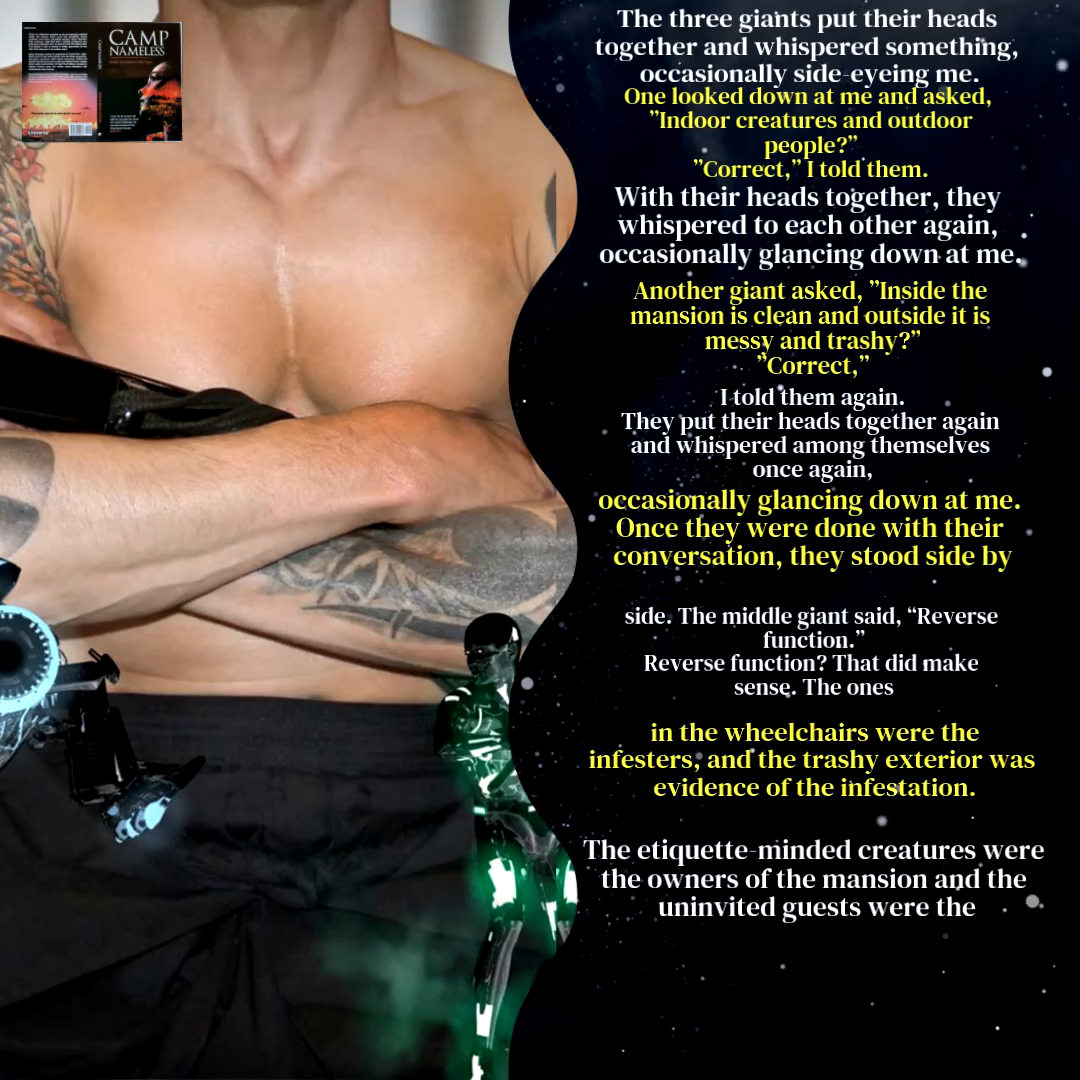 CAMP
NAMELESS
The three giants put their heads
together and whispered something,
occasionally side-eyeing me.
One looked down at me and asked,
”Indoor creatures and outdoor
people?”
”Correct,” I told them.
With their heads together, they
whispered to each other again,
occasionally glancing down at me.
Another giant asked, ”Inside the
mansion is clean and outside it is
messy and trashy?”
”Correct,”
I told them again.
They put their heads together again
and whispered among themselves
once again,
occasionally glancing down at me.
Once they were done with their
conversation, they stood side by
side. The middle giant said, “Reverse
function.”
Reverse function? That did make
sense. The ones
in the wheelchairs were the
infesters, and the trashy exterior was
evidence of the infestation.
The etiquette-minded creatures were
the owners of the mansion and the
uninvited guests were the